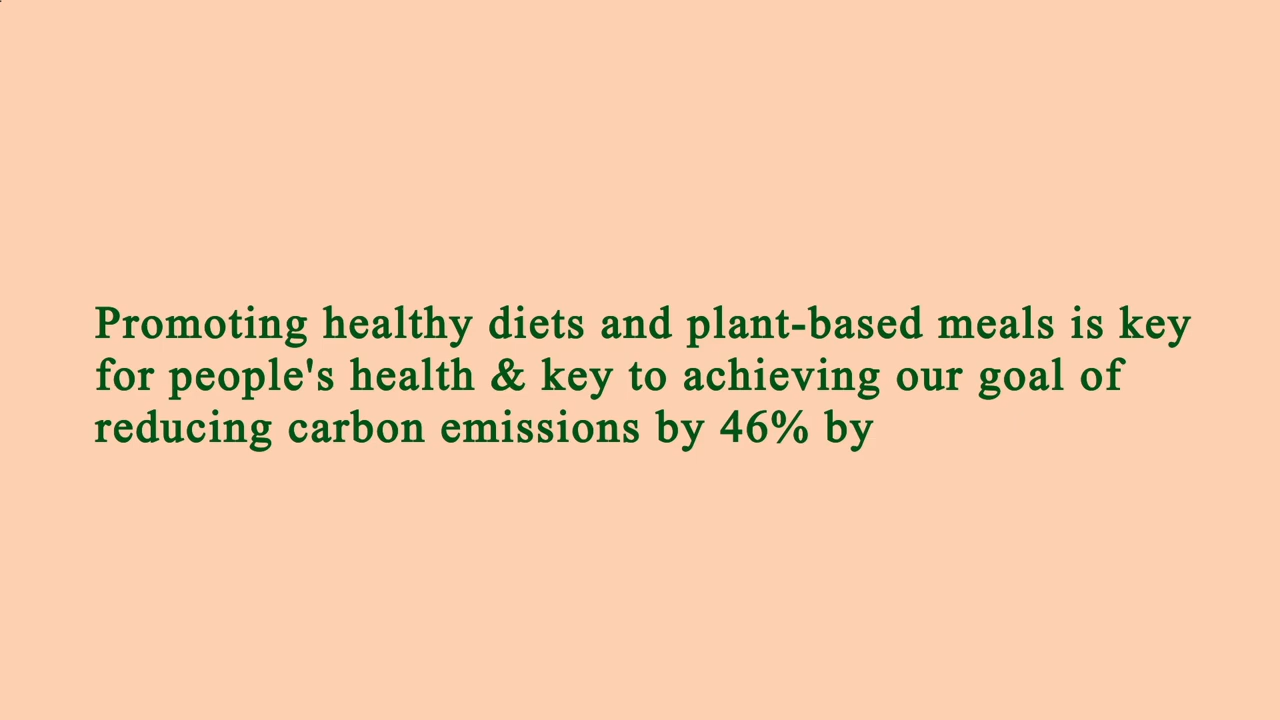 Promoting healthy diets and plant-based meals is key
for people's health & key to achieving our goal of
reducing carbon emissions by 46% by